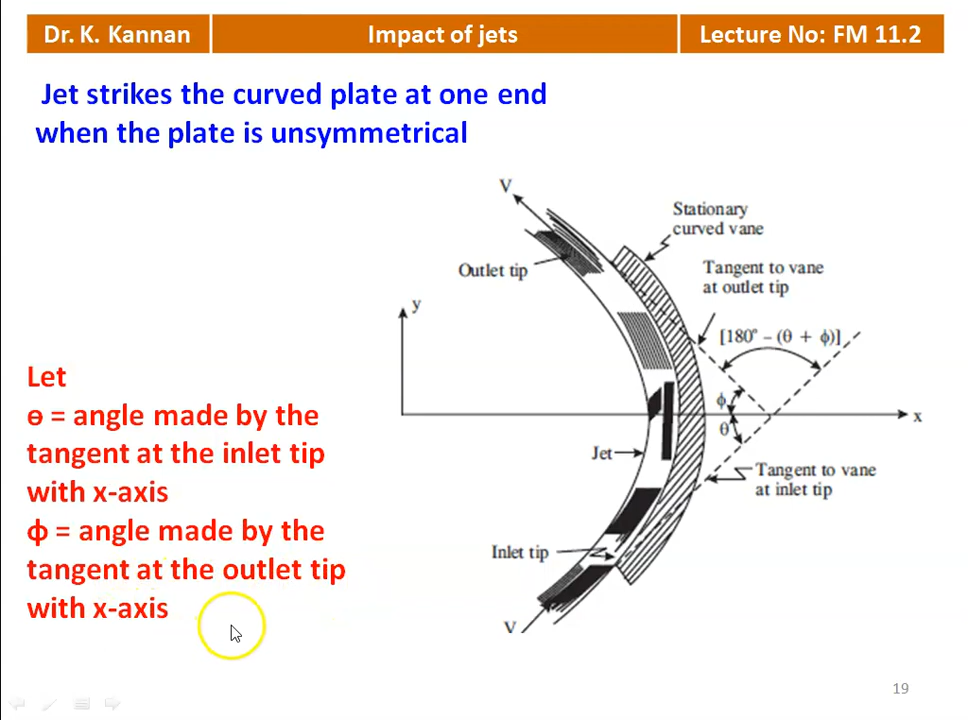 Dr. K. Kannan
Impact of jets
Lecture No: FM 11.2
Jet strikes the curved plate at one end
when the plate is unsymmetrical
V
Stationary
curved vane
Outlet tip
Tangent to vane
at outlet tip
y
[180° – (θ + ϕ)]
ϕ
x
θ
Jet
Tangent to vane
at inlet tip
Inlet tip
V
Let
ɵ = angle made by the
tangent at the inlet tip
with x-axis
ϕ = angle made by the
tangent at the outlet tip
with x-axis
19